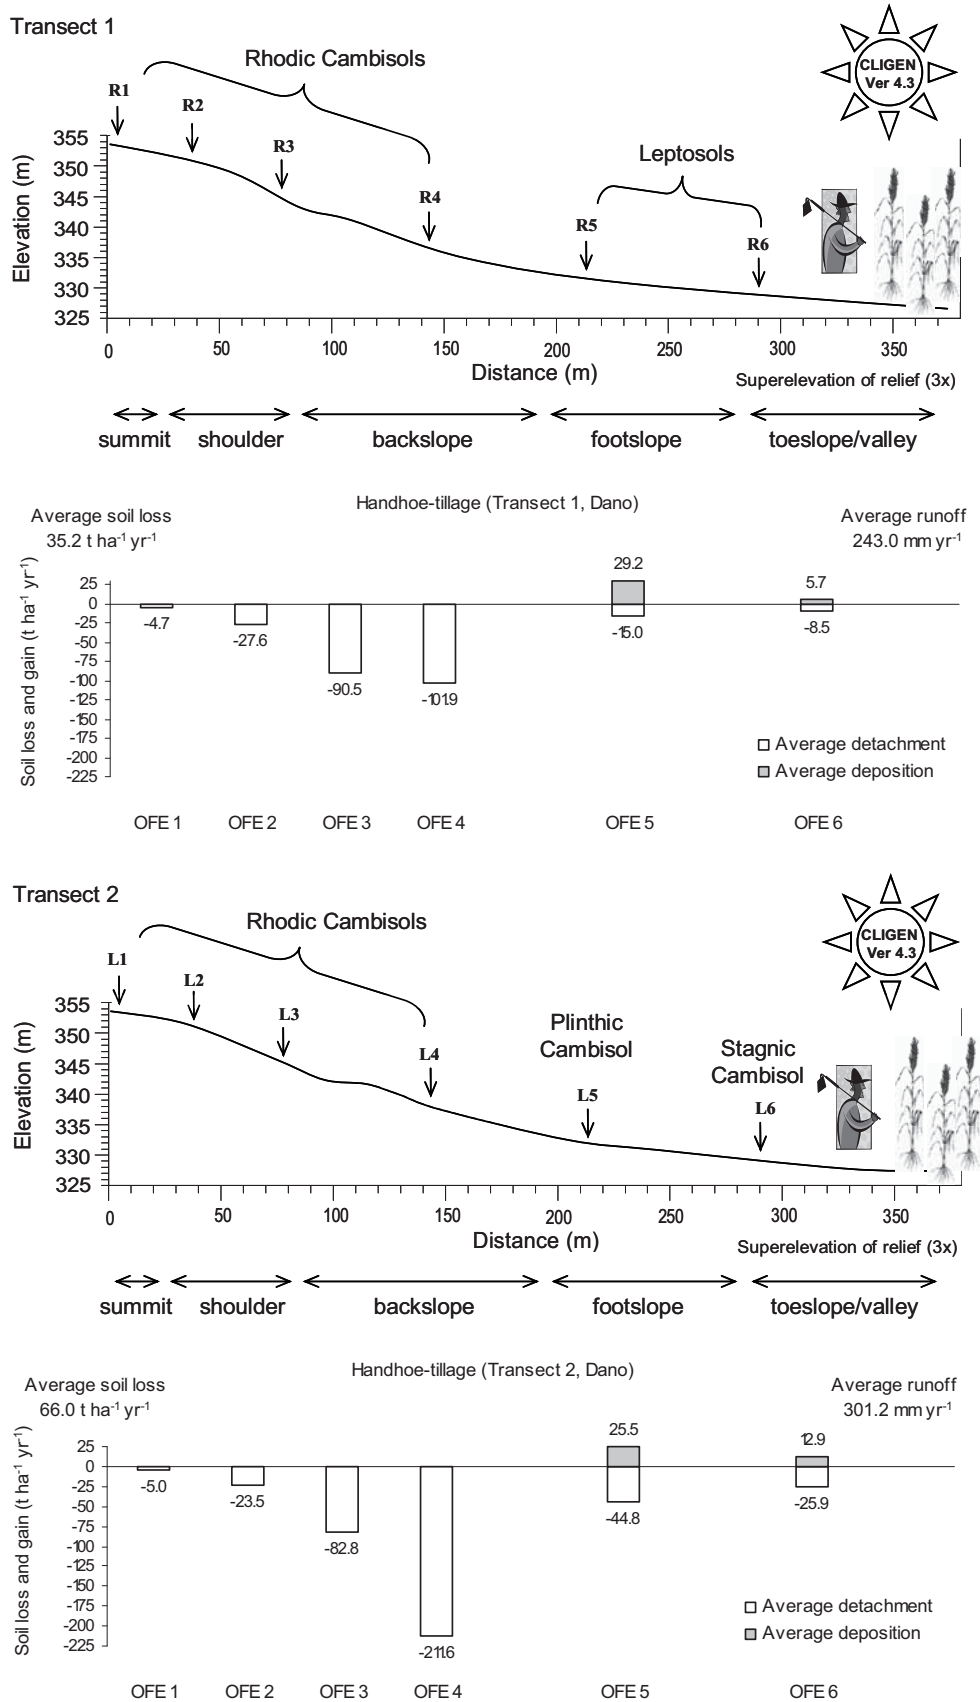 Transect 1
Rhodic Cambisols
CLIGEN
Ver 4.3
R1
R2
R3
R4
Leptosols
R5
R6
Elevation (m)
355
350
345
340
335
330
325
0
50
100
150
200
250
300
350
Distance (m)
Superelevation of relief (3x)
summit
shoulder
backslope
footslope
toeslope/valley
Handhoe-tillage (Transect 1, Dano)
Average soil loss
35.2 t ha⁻¹ yr⁻¹
Average runoff
243.0 mm yr⁻¹
Soil loss and gain (t ha⁻¹ yr⁻¹)
25
0
-25
-50
-75
-100
-125
-150
-175
-200
-225
-4.7
-27.6
-90.5
-101.9
29.2
-15.0
5.7
-8.5
Average detachment
Average deposition
OFE 1
OFE 2
OFE 3
OFE 4
OFE 5
OFE 6
Transect 2
Rhodic Cambisols
CLIGEN
Ver 4.3
L1
L2
L3
L4
Plinthic
Cambisol
L5
Stagnic
Cambisol
L6
Elevation (m)
355
350
345
340
335
330
325
0
50
100
150
200
250
300
350
Distance (m)
Superelevation of relief (3x)
summit
shoulder
backslope
footslope
toeslope/valley
Handhoe-tillage (Transect 2, Dano)
Average soil loss
66.0 t ha⁻¹ yr⁻¹
Average runoff
301.2 mm yr⁻¹
Soil loss and gain (t ha⁻¹ yr⁻¹)
25
0
-25
-50
-75
-100
-125
-150
-175
-200
-225
-5.0
-23.5
-82.8
-211.6
25.5
-44.8
12.9
-25.9
Average detachment
Average deposition
OFE 1
OFE 2
OFE 3
OFE 4
OFE 5
OFE 6